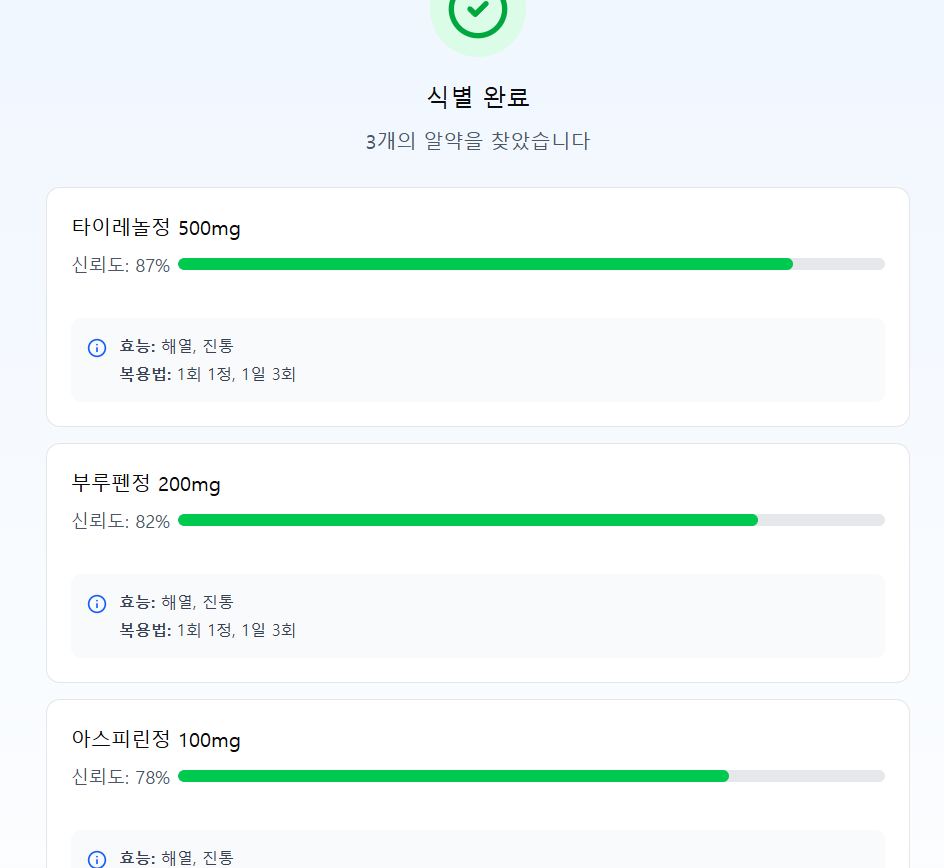 식별 완료
3개의 알약을 찾았습니다
타이레놀정 500mg
신뢰도: 87%
효능: 해열, 진통
복용법: 1회 1정, 1일 3회
부루펜정 200mg
신뢰도: 82%
효능: 해열, 진통
복용법: 1회 1정, 1일 3회
아스피린정 100mg
신뢰도: 78%
효능: 해열, 진통